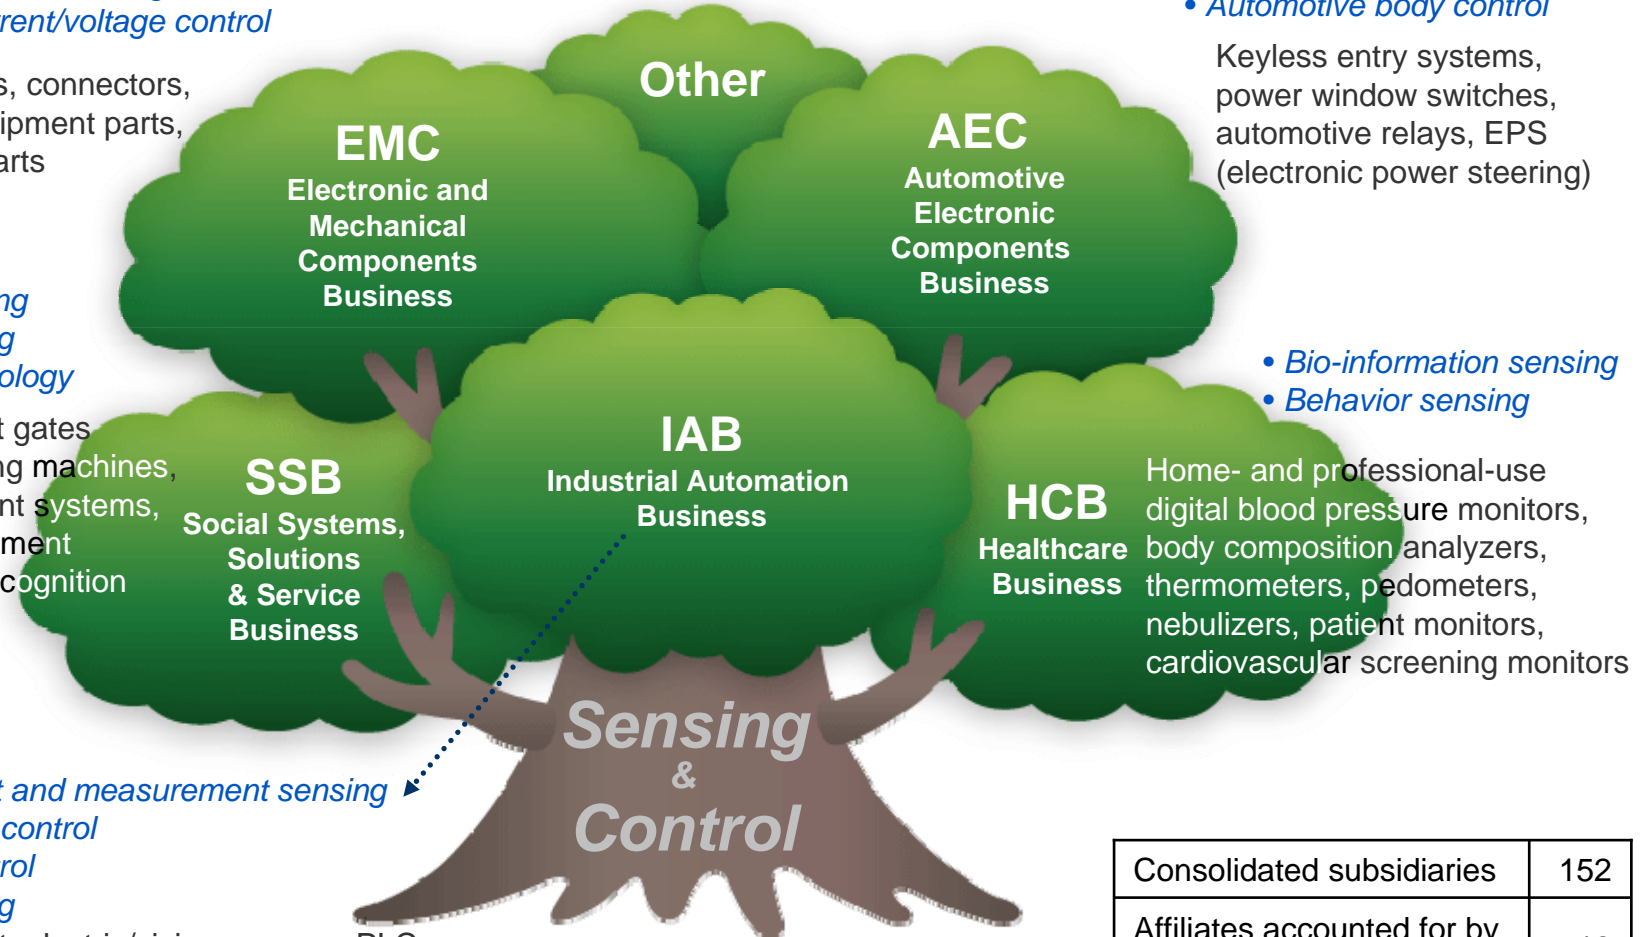 rent/voltage control
s, connectors,
ipment parts,
arts
Other
• Automotive body control
Keyless entry systems,
power window switches,
automotive relays, EPS
(electronic power steering)
EMC
Electronic and
Mechanical
Components
Business
AEC
Automotive
Electronic
Components
Business
ng
g
ology
t gates
ng machines,
nt systems,
ment
cognition
SSB
Social Systems,
Solutions
& Service
Business
IAB
Industrial Automation
Business
• Bio-information sensing
• Behavior sensing
HCB
Healthcare
Business
Home- and professional-use
digital blood pressure monitors,
body composition analyzers,
thermometers, pedometers,
nebulizers, patient monitors,
cardiovascular screening monitors
Sensing
&
Control
t and measurement sensing
control
rol
g
Consolidated subsidiaries 152
Affiliates accounted for by